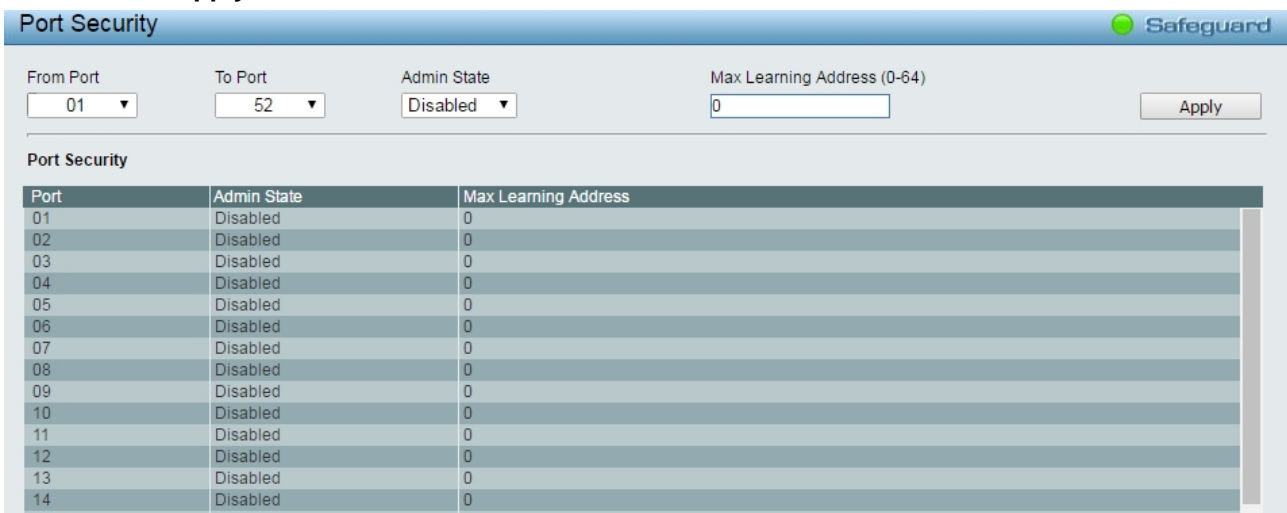 Port Security Safeguard
From Port To Port Admin State Max Learning Address (0-64)
01 52 Disabled 0 Apply
Port Security
Port Admin State Max Learning Address
01 Disabled 0
02 Disabled 0
03 Disabled 0
04 Disabled 0
05 Disabled 0
06 Disabled 0
07 Disabled 0
08 Disabled 0
09 Disabled 0
10 Disabled 0
11 Disabled 0
12 Disabled 0
13 Disabled 0
14 Disabled 0